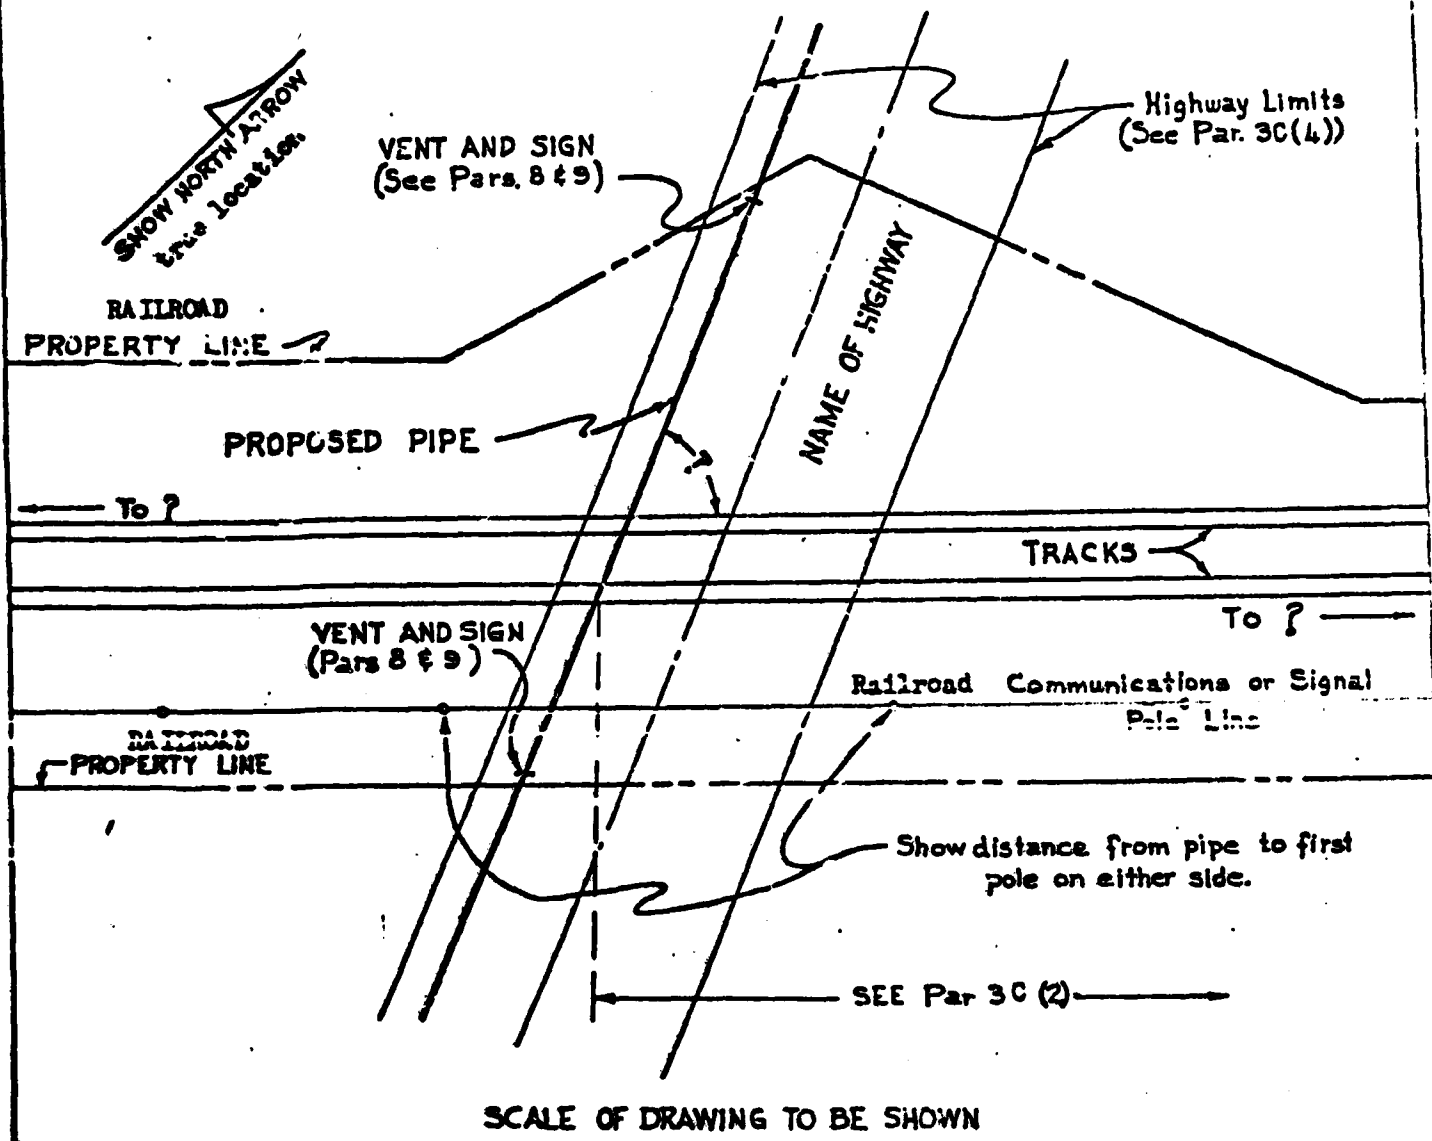 SHOW NORTH ARROW
true location.
VENT AND SIGN
(See Pars. 8 & 9)
Highway Limits
(See Par. 3C(4))
RAILROAD
PROPERTY LINE
NAME OF HIGHWAY
PROPOSED PIPE
?
To ?
TRACKS
To ?
VENT AND SIGN
(Pars 8 & 9)
Railroad Communications or Signal
Pole Line
RAILROAD
PROPERTY LINE
Show distance from pipe to first
pole on either side.
SEE Par 3C (2)
SCALE OF DRAWING TO BE SHOWN